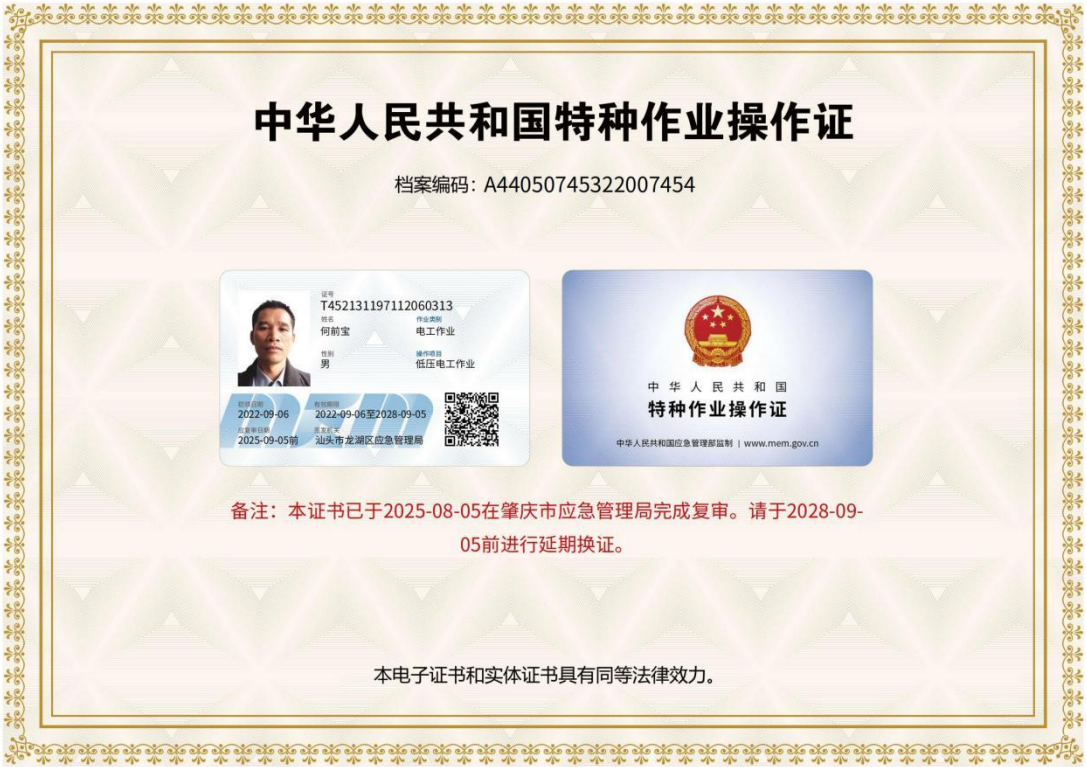 中华人民共和国特种作业操作证
档案编码：A44050745322007454
证号
T452131197112060313
姓名
何前宝
作业类别
电工作业
性别
男
操作项目
低压电工作业
初领日期
2022-09-06
有效期限
2022-09-06至2028-09-05
应复审日期
2025-09-05前
签发机关
汕头市龙湖区应急管理局
中华人民共和国
特种作业操作证
中华人民共和国应急管理部监制 | www.mem.gov.cn
备注：本证书已于2025-08-05在肇庆市应急管理局完成复审。请于2028-09-
05前进行延期换证。
本电子证书和实体证书具有同等法律效力。